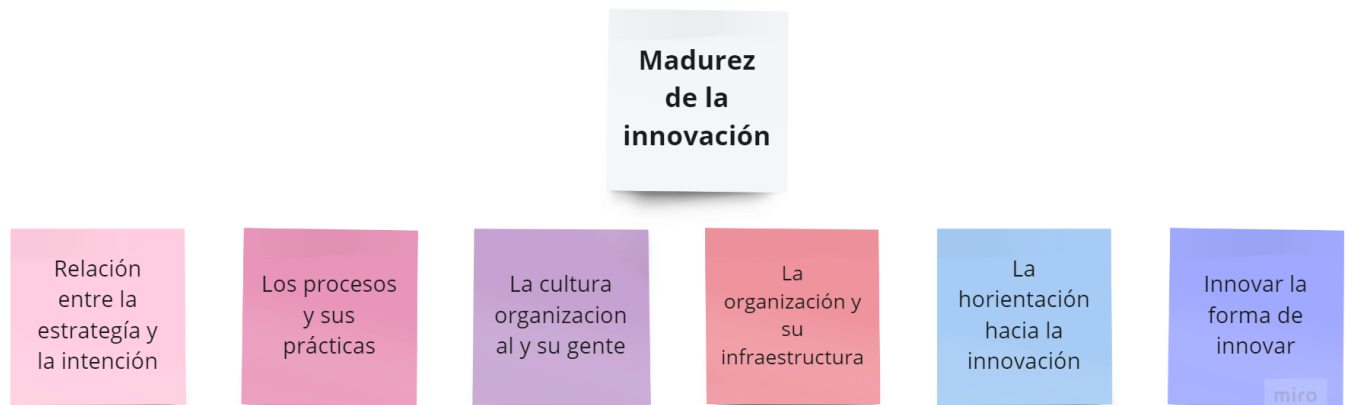 Madurez
de la
innovación
Relación
entre la
estrategía y
la intención
Los procesos
y sus
prácticas
La cultura
organizacion
al y su gente
La
organización y
su
infraestructura
La
horientación
hacia la
innovación
Innovar la
forma de
innovar
miro